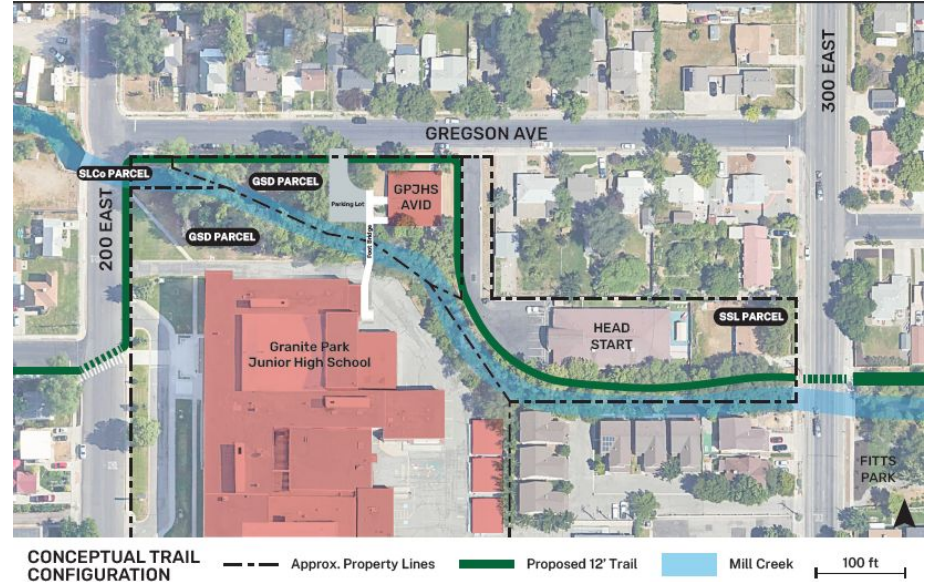 300 EAST
GREGSON AVE
SLCo PARCEL
GSD PARCEL
GPJHS
AVID
Parking Lot
200 EAST
GSD PARCEL
Foot Bridge
SSL PARCEL
HEAD
START
Granite Park
Junior High School
FITTS
PARK
CONCEPTUAL TRAIL
CONFIGURATION
Approx. Property Lines
Proposed 12' Trail
Mill Creek
100 ft